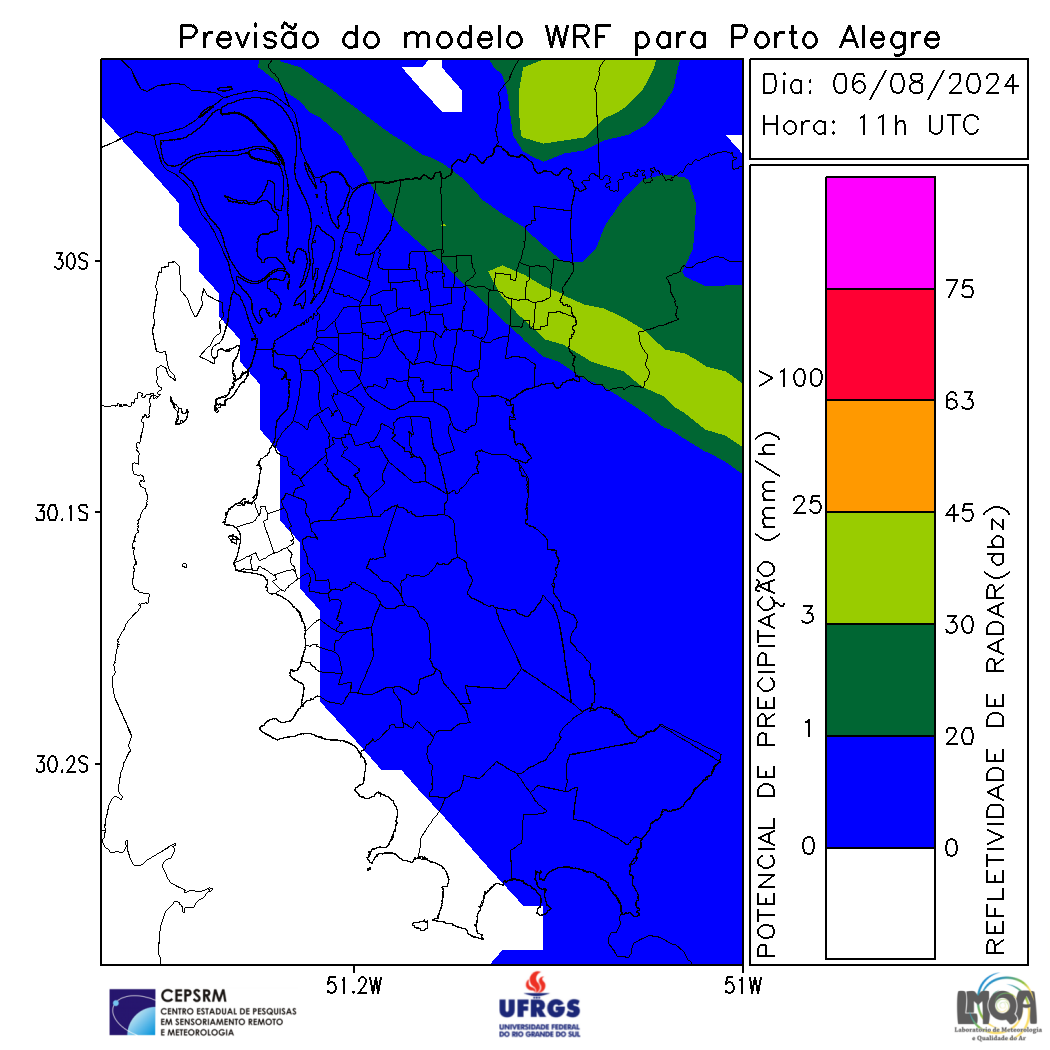 Previsão do modelo WRF para Porto Alegre
Dia: 06/08/2024
Hora: 11h UTC
30S
30.1S
30.2S
51.2W
51W
POTENCIAL DE PRECIPITAÇÃO (mm/h)
>100
25
3
1
0
75
63
45
30
20
0
REFLETIVIDADE DE RADAR(dbz)
CEPSRM
CENTRO ESTADUAL DE PESQUISAS
EM SENSORIAMENTO REMOTO
E METEOROLOGIA
UFRGS
UNIVERSIDADE FEDERAL
DO RIO GRANDE DO SUL
LMQA
Laboratório de Meteorologia
e Qualidade do Ar